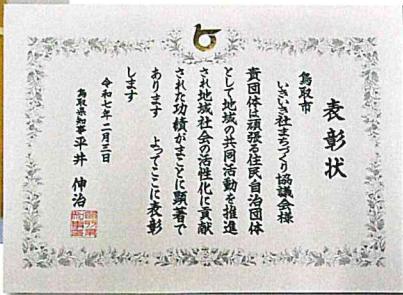 表彰状
鳥取市
いきいき社まちづくり協議会様
貴団体は頑張る住民自治団体
として地域の共同活動を推進
され地域社会の活性化に貢献
された功績がまことに顕著で
あります　よってここに表彰
します
令和七年二月三日
鳥取県知事 平井 伸治